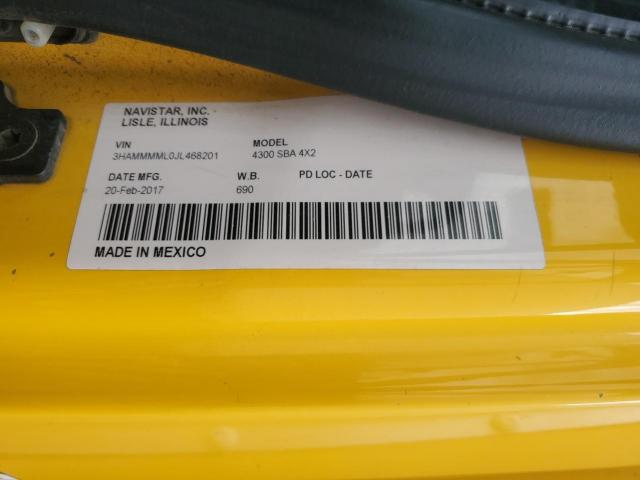 NAVISTAR, INC.
LISLE, ILLINOIS
VIN MODEL
3HAMMMML0JL468201 4300 SBA 4X2
DATE MFG. W.B. PD LOC - DATE
20-Feb-2017 690
MADE IN MEXICO